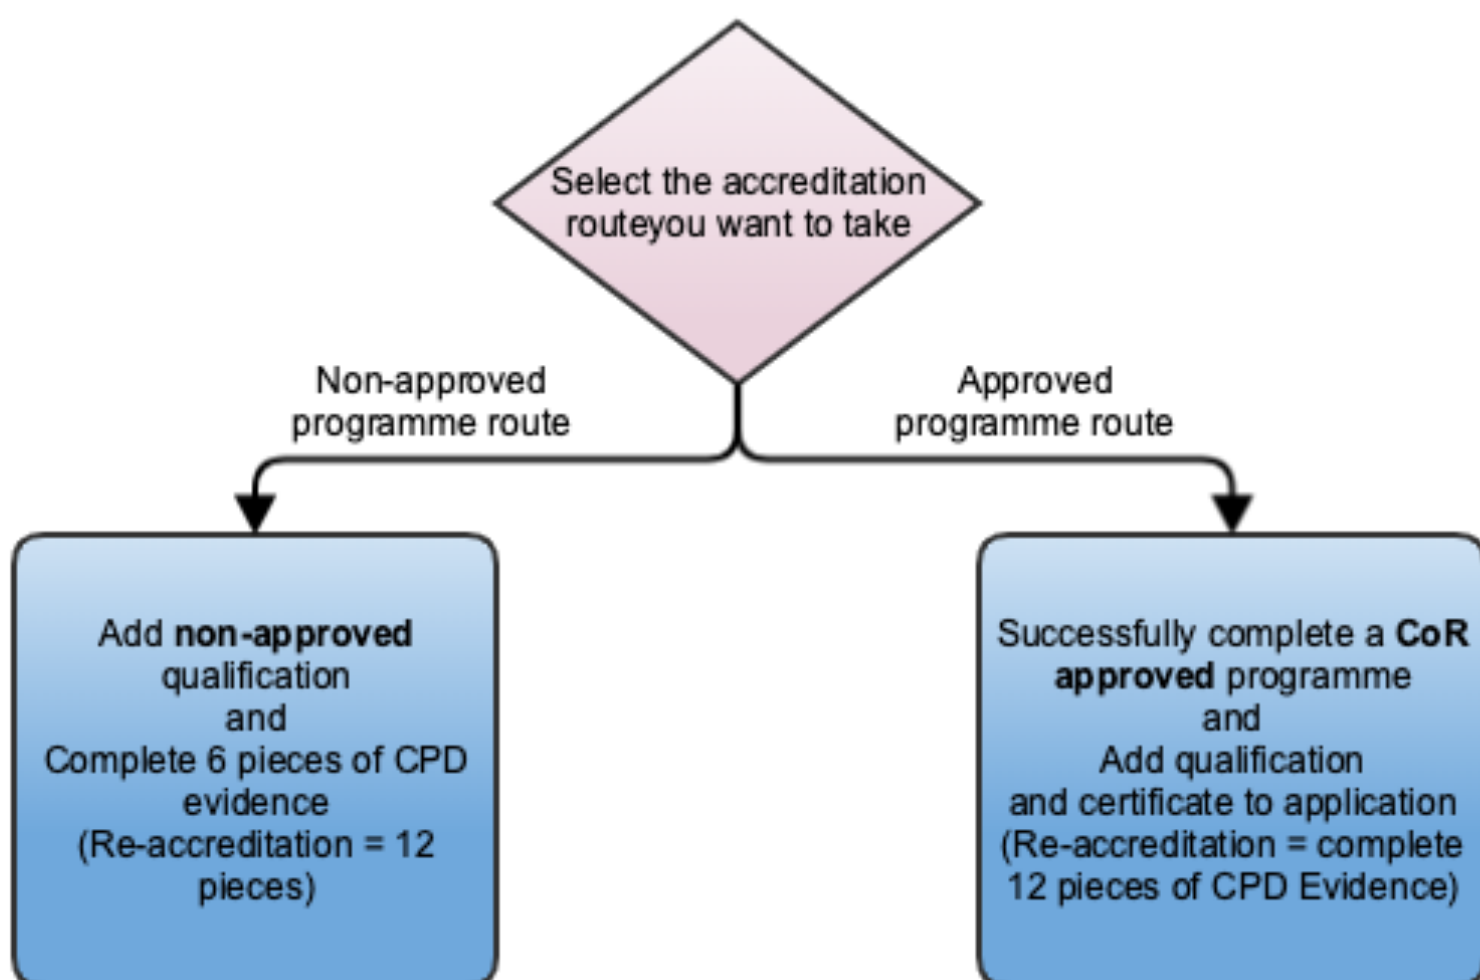 Select the accreditation
routeyou want to take
Non-approved
programme route
Approved
programme route
Add non-approved
qualification
and
Complete 6 pieces of CPD
evidence
(Re-accreditation = 12
pieces)
Successfully complete a CoR
approved programme
and
Add qualification
and certificate to application
(Re-accreditation = complete
12 pieces of CPD Evidence)